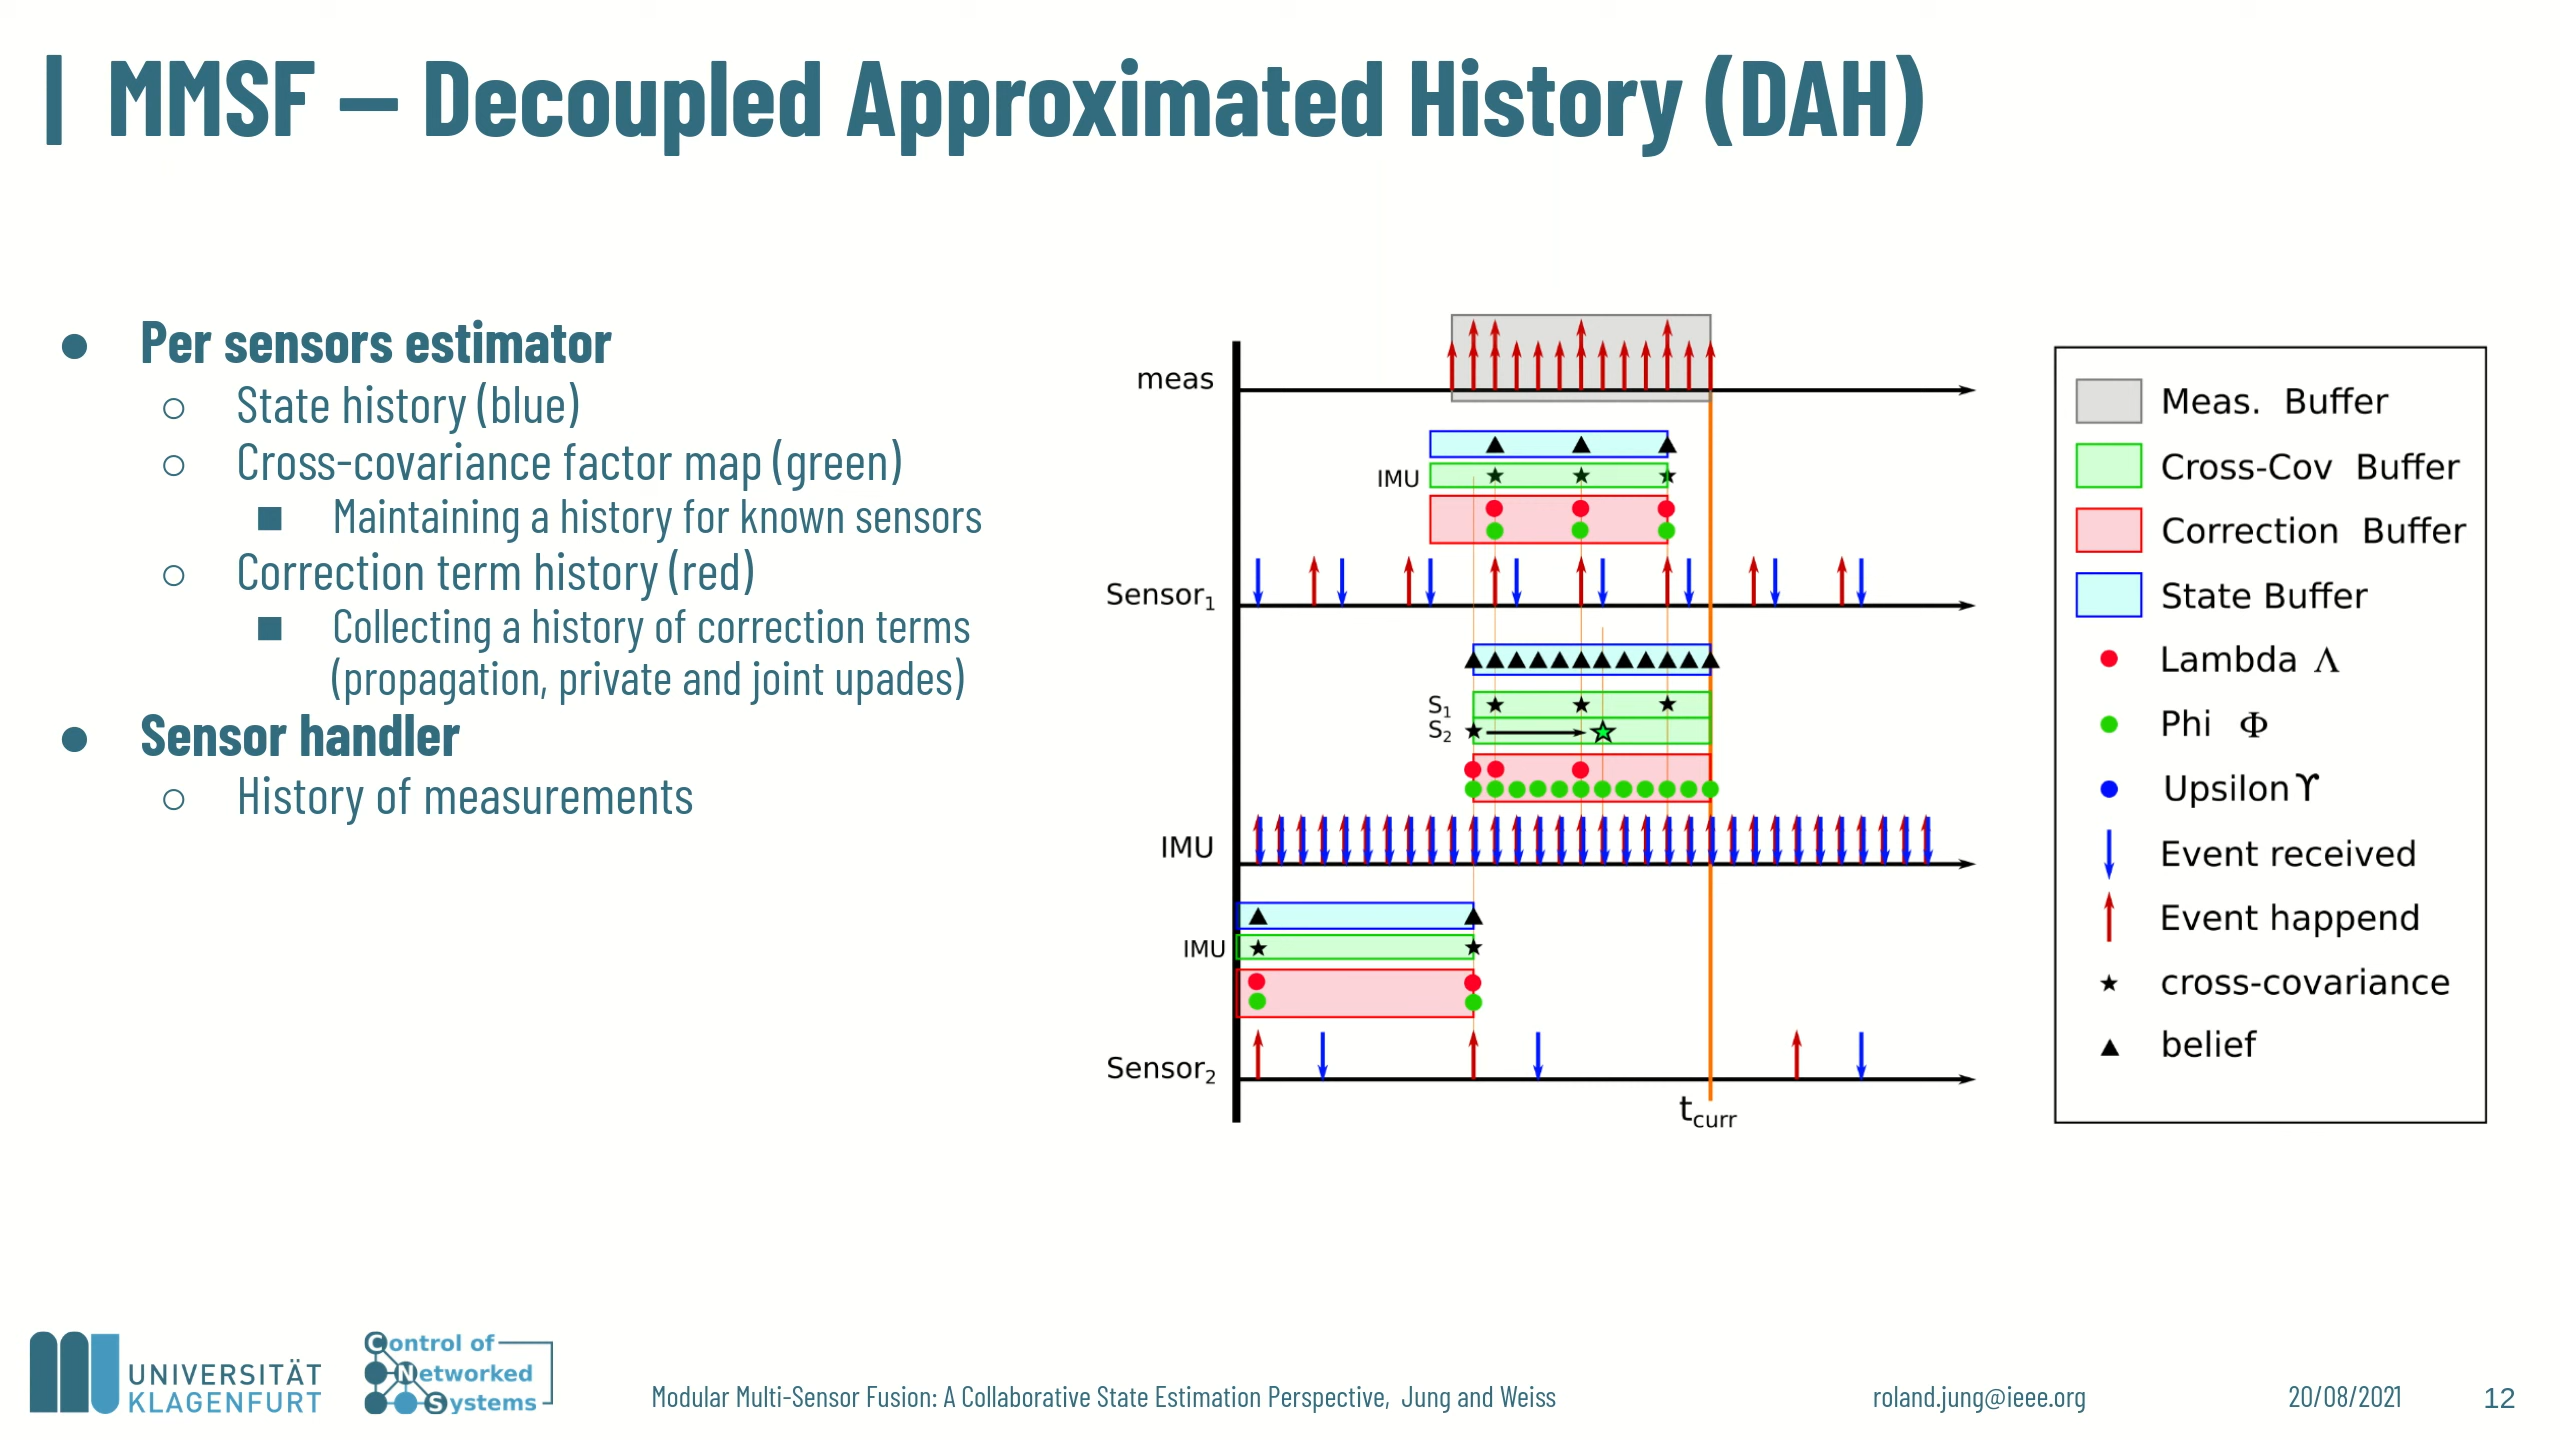 | MMSF – Decoupled Approximated History (DAH)
● Per sensors estimator
○ State history (blue)
○ Cross-covariance factor map (green)
■ Maintaining a history for known sensors
○ Correction term history (red)
■ Collecting a history of correction terms
(propagation, private and joint upades)
● Sensor handler
○ History of measurements
meas
IMU
Sensor₁
S₁
S₂
IMU
IMU
Sensor₂
t_curr
Meas. Buffer
Cross-Cov Buffer
Correction Buffer
State Buffer
Lambda Λ
Phi Φ
Upsilon ϒ
Event received
Event happend
cross-covariance
belief
UNIVERSITÄT
KLAGENFURT
Control of
Networked
Systems
Modular Multi-Sensor Fusion: A Collaborative State Estimation Perspective, Jung and Weiss
roland.jung@ieee.org
20/08/2021
12